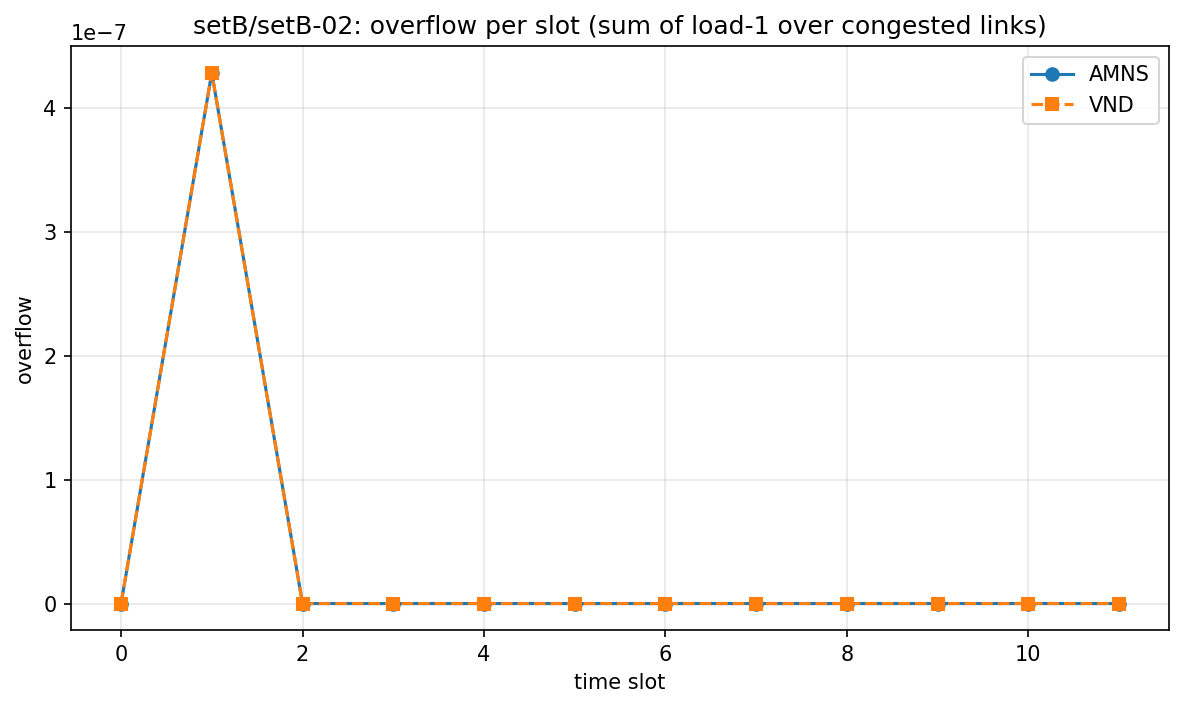 setB/setB-02: overflow per slot (sum of load-1 over congested links)
1e−7
AMNS
VND
4
3
2
1
0
overflow
0 2 4 6 8 10
time slot